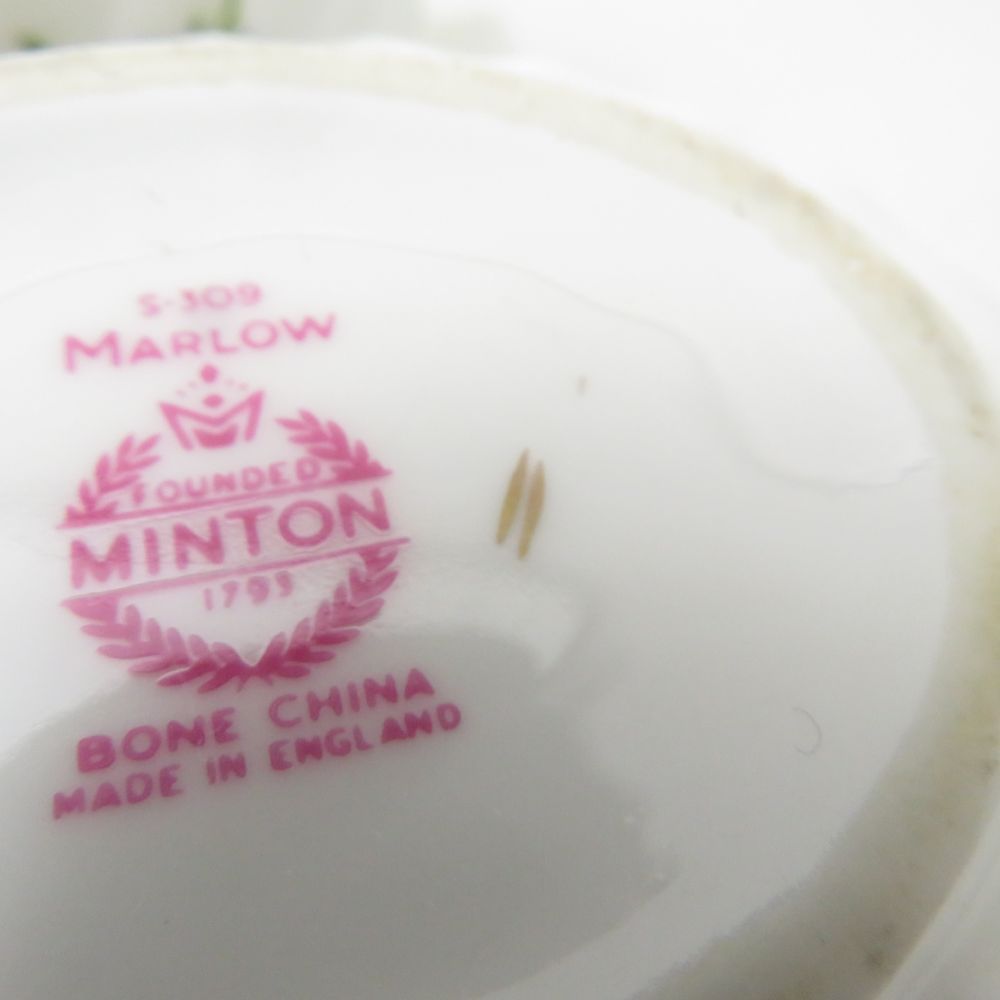 S-309
MARLOW
FOUNDED
MINTON
1793
BONE CHINA
MADE IN ENGLAND